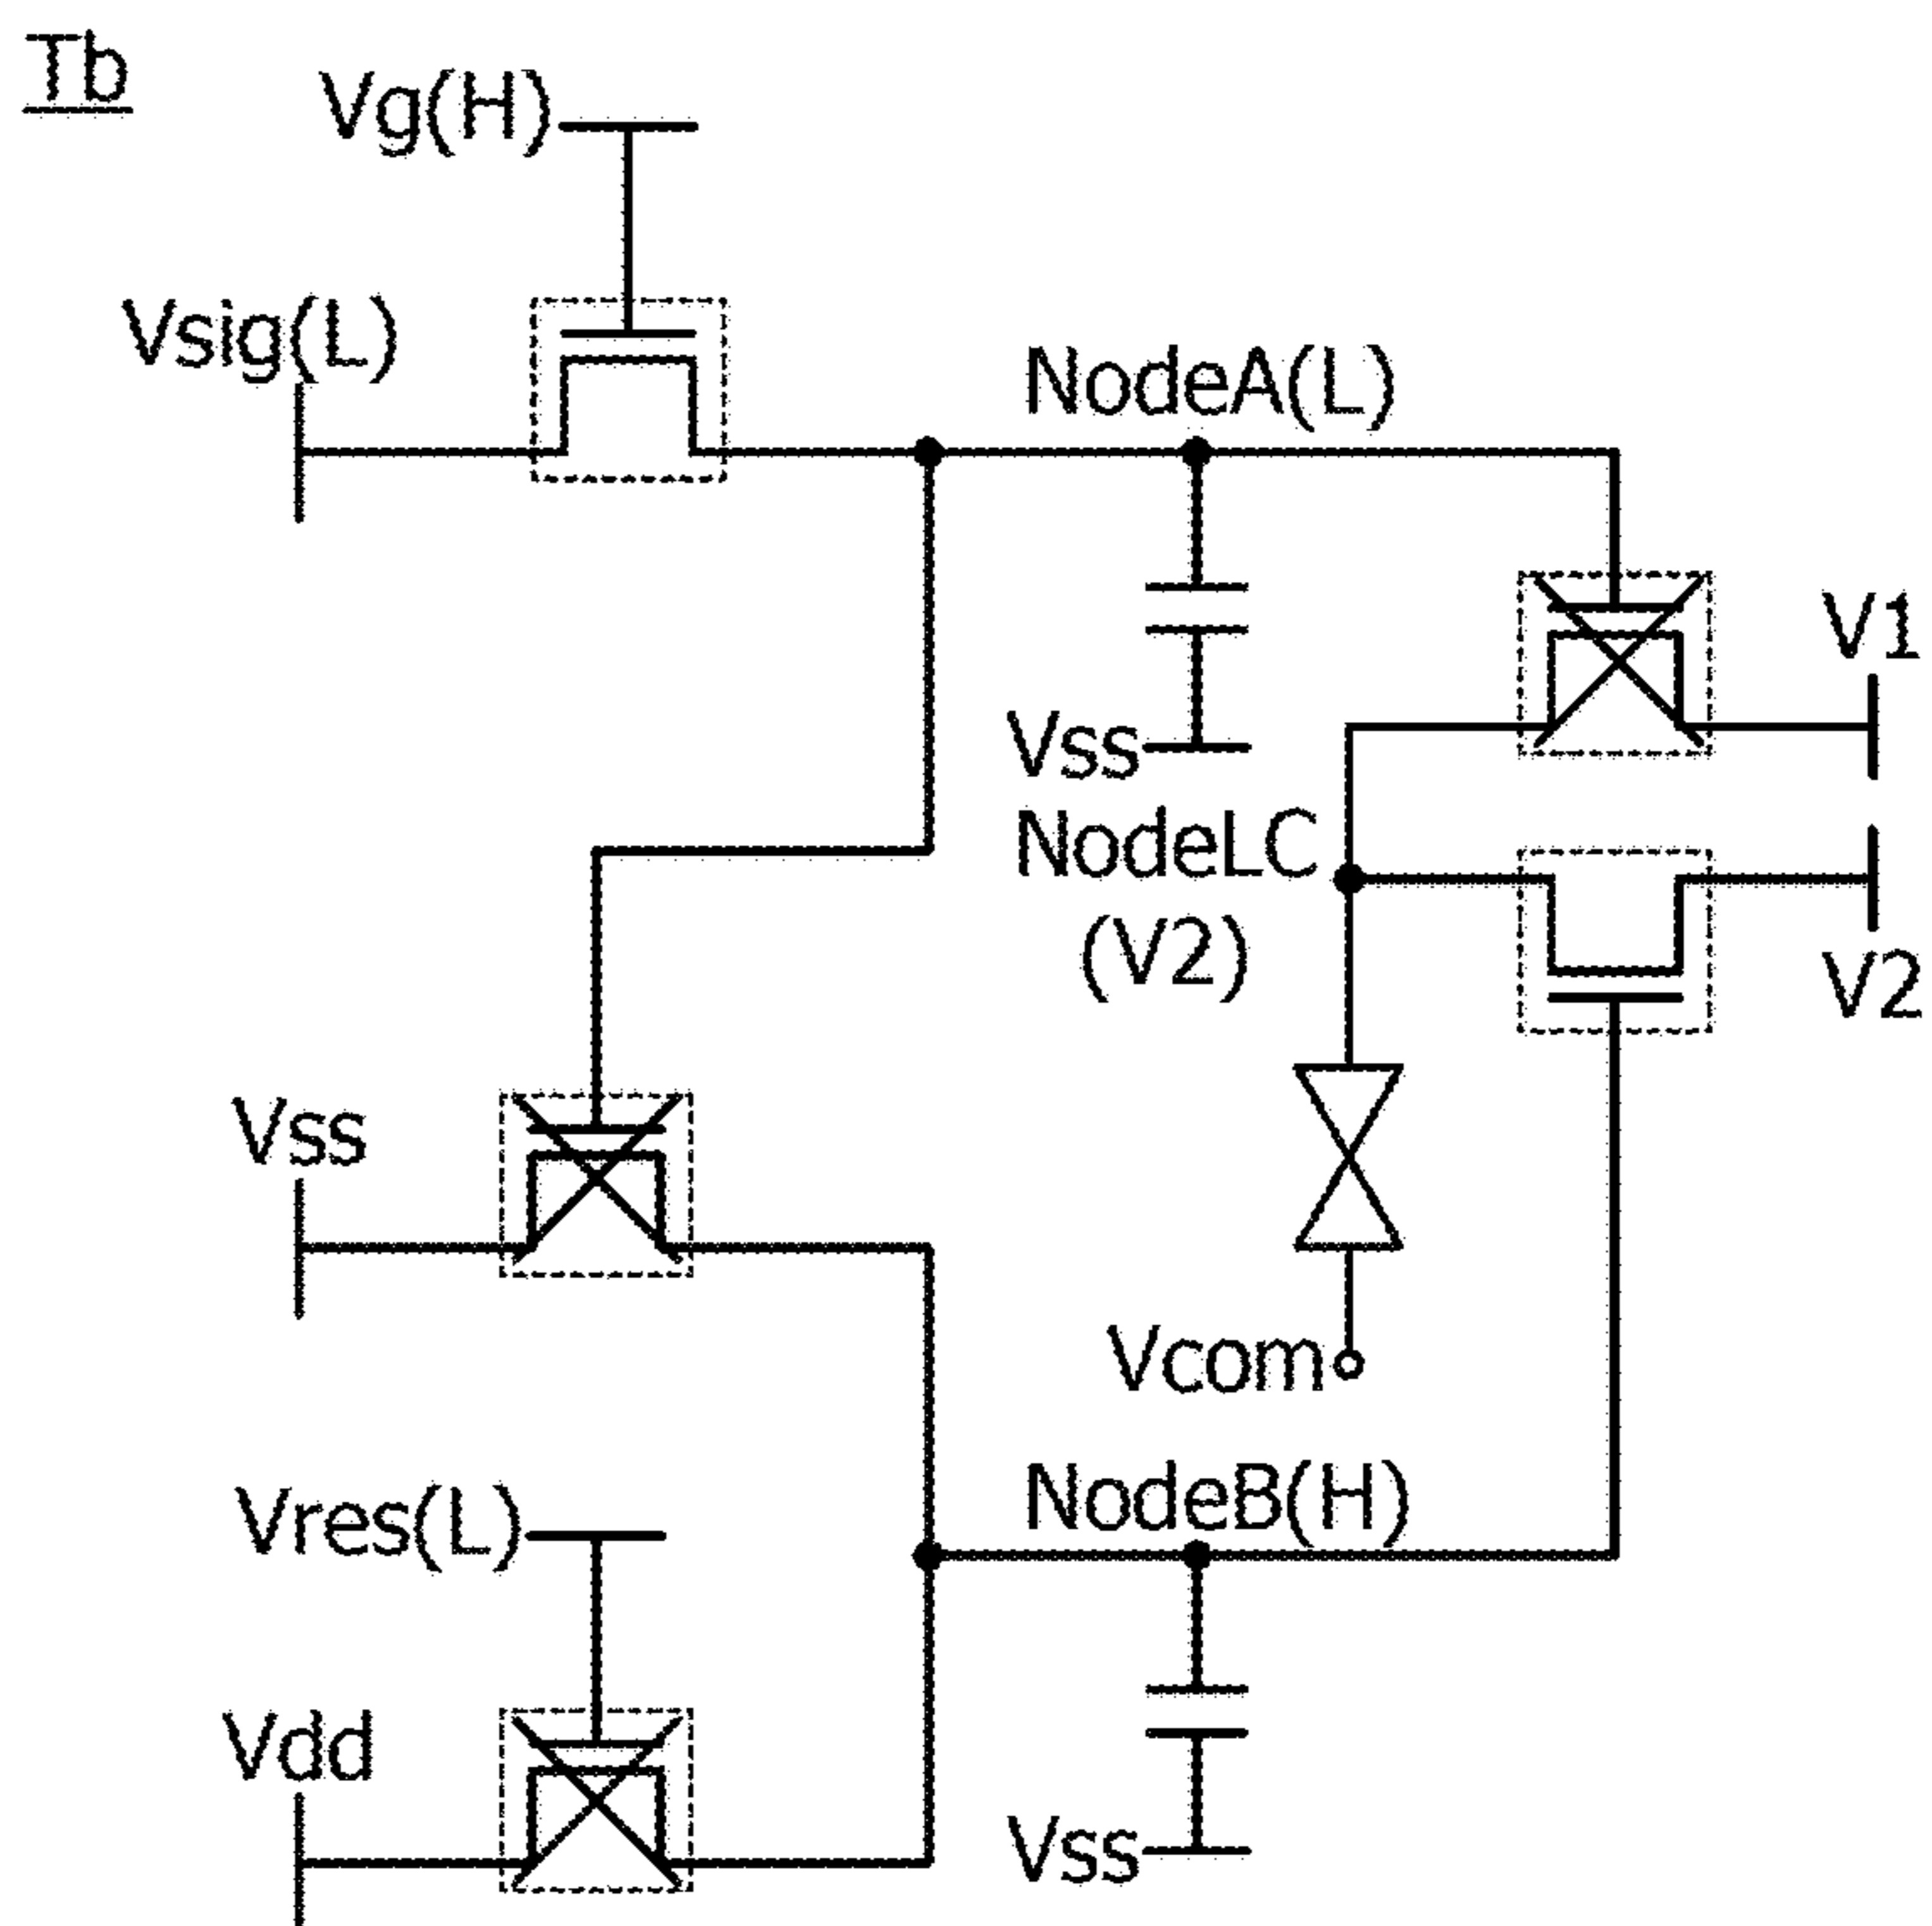 Tb
Vg(H)
Vsig(L)
NodeA(L)
V1
Vss
NodeLC
(V2)
V2
Vss
Vcom
NodeB(H)
Vres(L)
Vdd
Vss